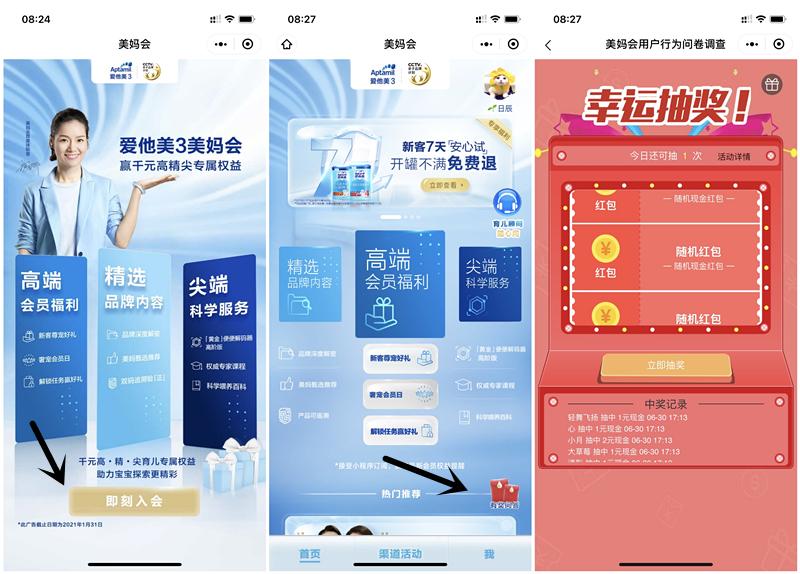 08:24
美妈会
Aptamil
爱他美3
CCTV.
爱他美3美妈会
赢千元高精尖专属权益
高端
会员福利
新客尊宠好礼
奢宠会员日
解锁任务赢好礼
精选
品牌内容
品牌深度解密
美妈甄选推荐
双码追溯验证
尖端
科学服务
「黄金」便便解码器
高阶版
权威专家课程
科学喂养百科
千元高·精·尖育儿专属权益
助力宝宝探索更精彩
即刻入会
*此广告截止日期为2021年1月31日
08:27
美妈会
Aptamil
爱他美3
CCTV.
日辰
专享福利
新客7天「安心试」
开罐不满免费退
立即查看
育儿顾问
精选
品牌内容
品牌深度解密
美妈甄选推荐
产品可追溯
高端
会员福利
新客尊宠好礼
奢宠会员日
解锁任务赢好礼
尖端
科学服务
「黄金」便便解码器
高阶版
权威专家课程
科学喂养百科
*接受小程序订阅，
新会员权益提醒
热门推荐
有奖问卷
首页
渠道活动
我
08:27
美妈会用户行为问卷调查
幸运抽奖！
今日还可抽 1 次
活动详情
红包
— 随机现金红包 —
¥
红包
随机红包
— 随机现金红包 —
¥
随机红包
立即抽奖
中奖记录
轻舞飞扬 抽中 1元现金 06-30 17:13
心 抽中 1元现金 06-30 17:13
小月 抽中 2元现金 06-30 17:13
大草莓 抽中 1元现金 06-30 17:13